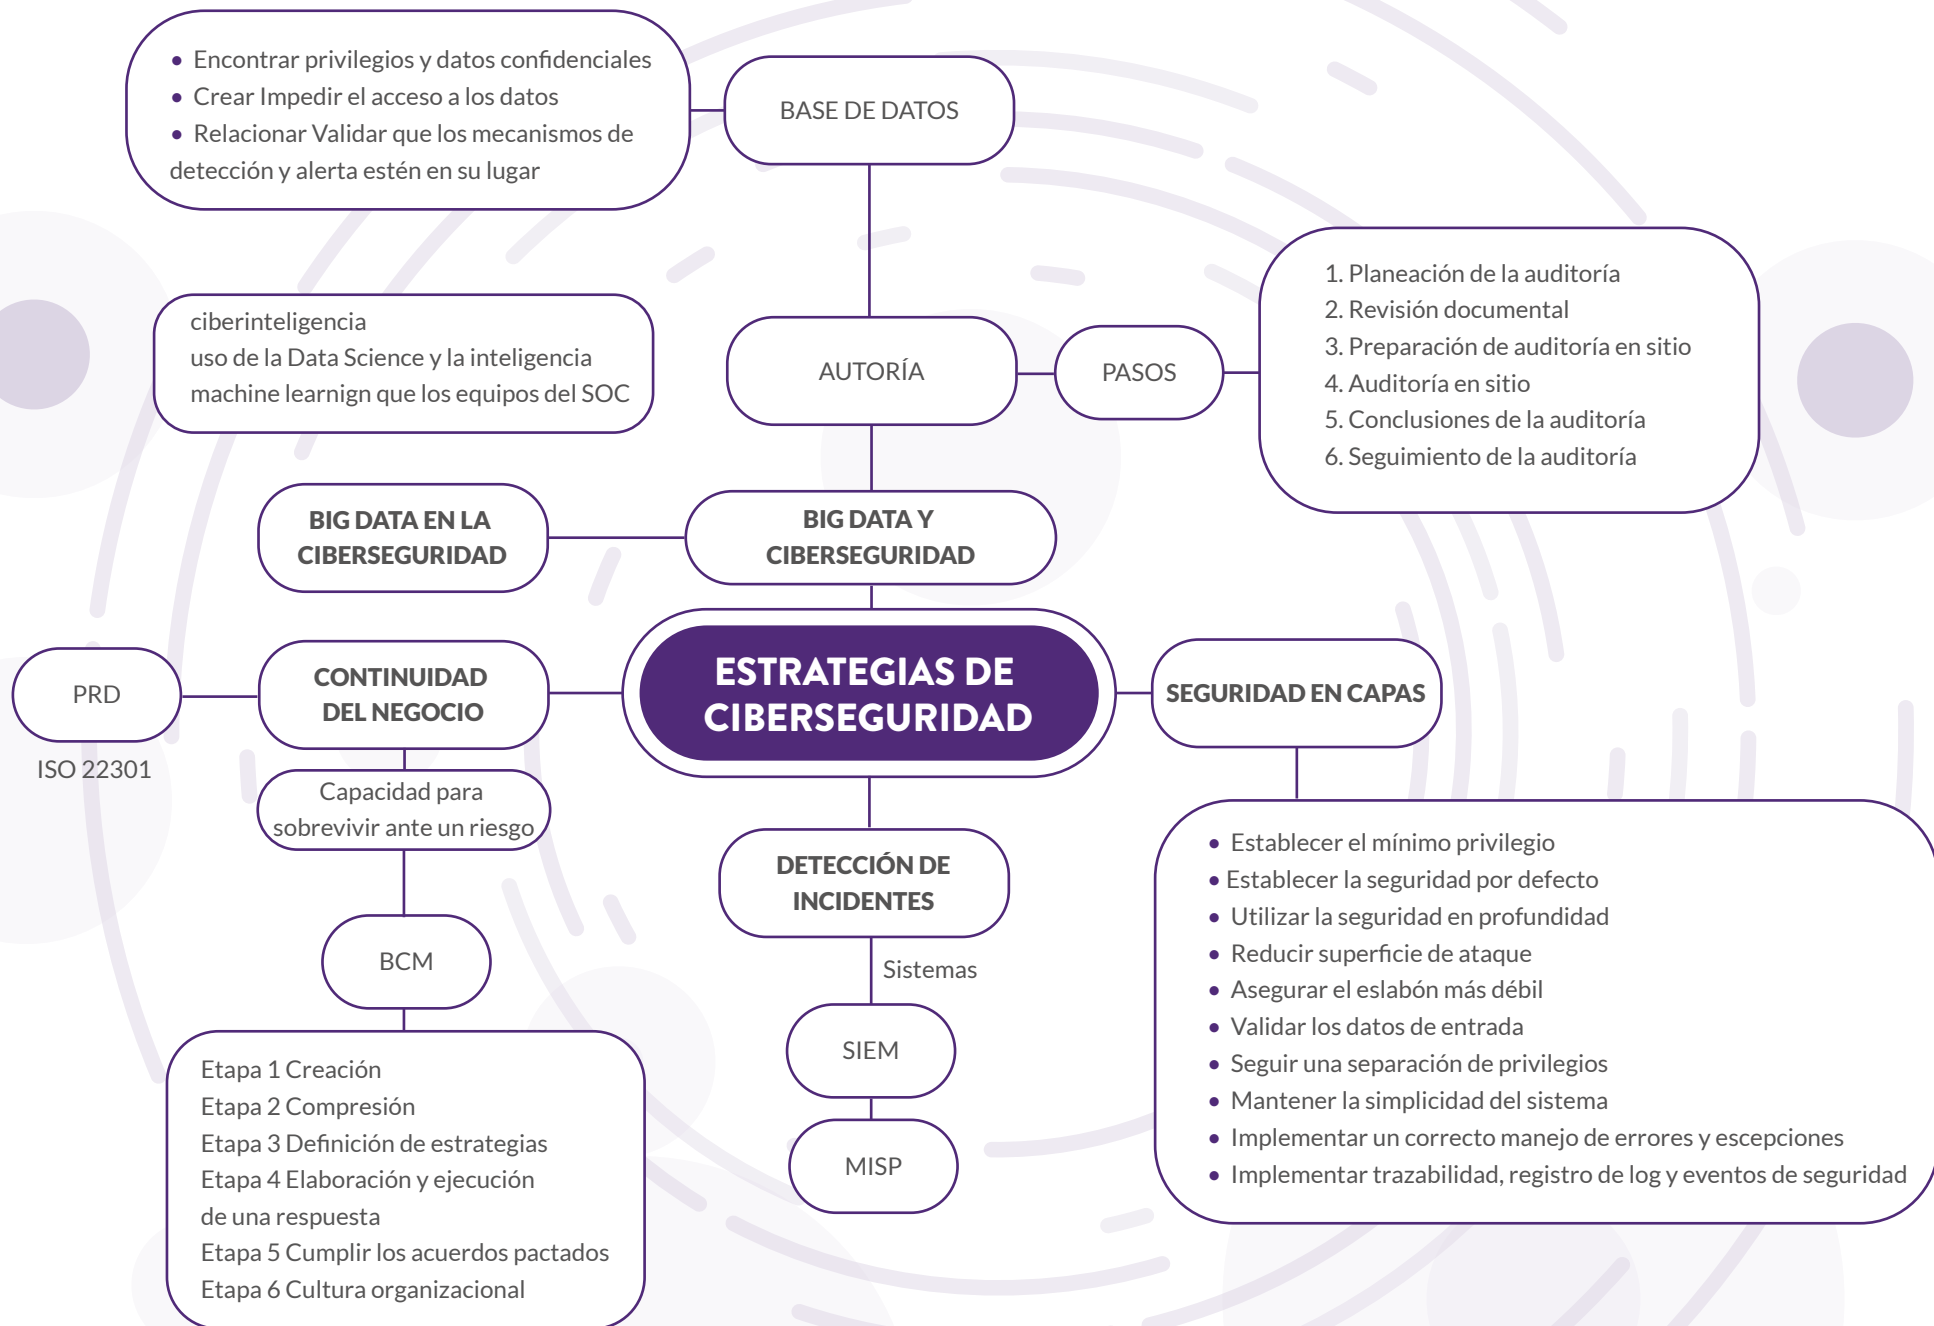 • Encontrar privilegios y datos confidenciales
• Crear Impedir el acceso a los datos
• Relacionar Validar que los mecanismos de
detección y alerta estén en su lugar
BASE DE DATOS
ciberinteligencia
uso de la Data Science y la inteligencia
machine learnign que los equipos del SOC
AUTORÍA
PASOS
1. Planeación de la auditoría
2. Revisión documental
3. Preparación de auditoría en sitio
4. Auditoría en sitio
5. Conclusiones de la auditoría
6. Seguimiento de la auditoría
BIG DATA EN LA
CIBERSEGURIDAD
BIG DATA Y
CIBERSEGURIDAD
PRD
ISO 22301
CONTINUIDAD
DEL NEGOCIO
ESTRATEGIAS DE
CIBERSEGURIDAD
SEGURIDAD EN CAPAS
Capacidad para
sobrevivir ante un riesgo
BCM
Etapa 1 Creación
Etapa 2 Compresión
Etapa 3 Definición de estrategias
Etapa 4 Elaboración y ejecución
de una respuesta
Etapa 5 Cumplir los acuerdos pactados
Etapa 6 Cultura organizacional
DETECCIÓN DE
INCIDENTES
Sistemas
SIEM
MISP
• Establecer el mínimo privilegio
• Establecer la seguridad por defecto
• Utilizar la seguridad en profundidad
• Reducir superficie de ataque
• Asegurar el eslabón más débil
• Validar los datos de entrada
• Seguir una separación de privilegios
• Mantener la simplicidad del sistema
• Implementar un correcto manejo de errores y escepciones
• Implementar trazabilidad, registro de log y eventos de seguridad